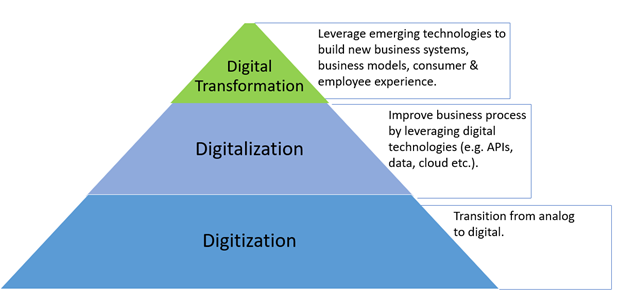 Digital
Transformation
Leverage emerging technologies to
build new business systems,
business models, consumer &
employee experience.
Digitalization
Improve business process
by leveraging digital
technologies (e.g. APIs,
data, cloud etc.).
Digitization
Transition from analog
to digital.